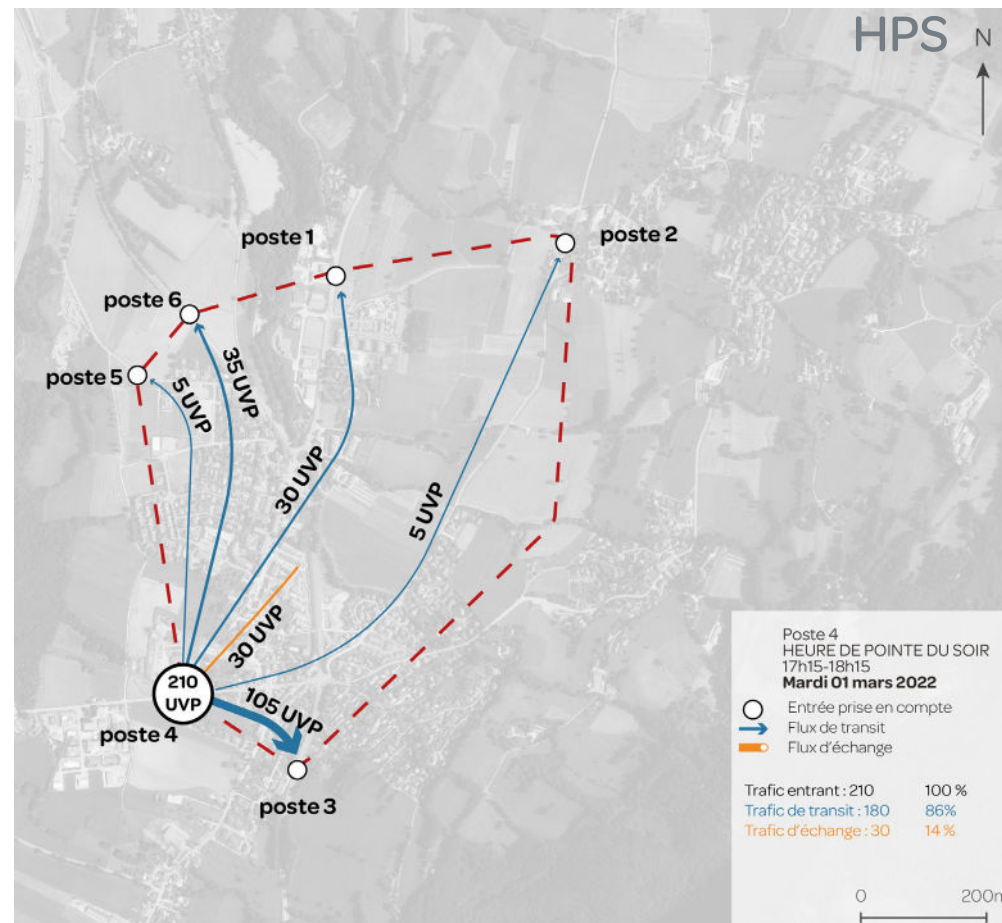 HPS
N
poste 1
poste 2
poste 6
poste 5
35 UVP
5 UVP
30 UVP
5 UVP
30 UVP
210
UVP
105 UVP
poste 4
poste 3
Poste 4
HEURE DE POINTE DU SOIR
17h15-18h15
Mardi 01 mars 2022
Entrée prise en compte
Flux de transit
Flux d'échange
Trafic entrant : 210 100 %
Trafic de transit : 180 86%
Trafic d'échange : 30 14 %
0 200m